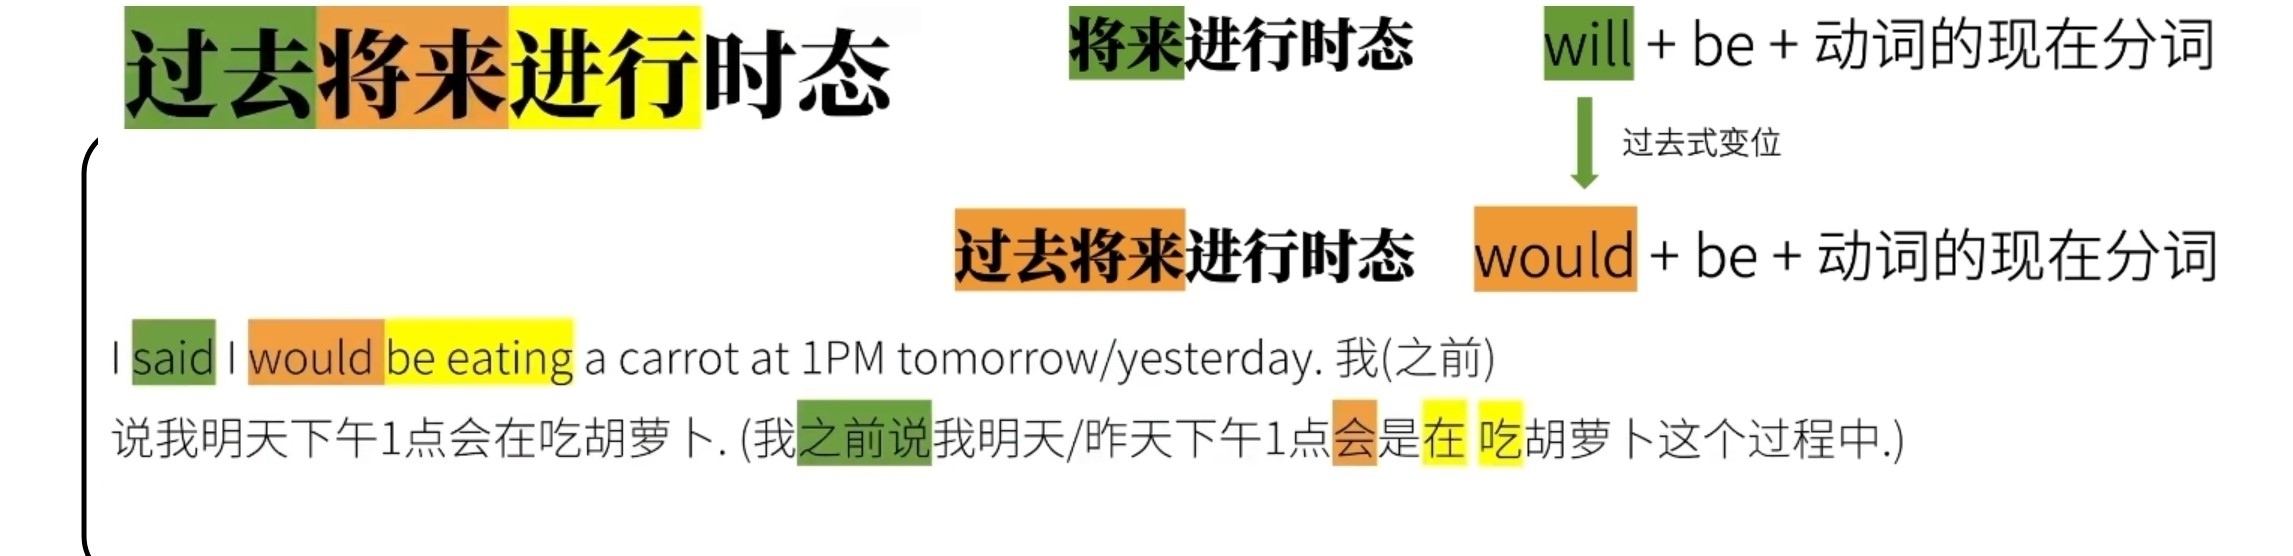 过去将来进行时态
将来进行时态 will + be + 动词的现在分词
过去式变位
过去将来进行时态 would + be + 动词的现在分词
I said I would be eating a carrot at 1PM tomorrow/yesterday. 我(之前)
说我明天下午1点会在吃胡萝卜. (我之前说我明天/昨天下午1点会是在 吃胡萝卜这个过程中.)